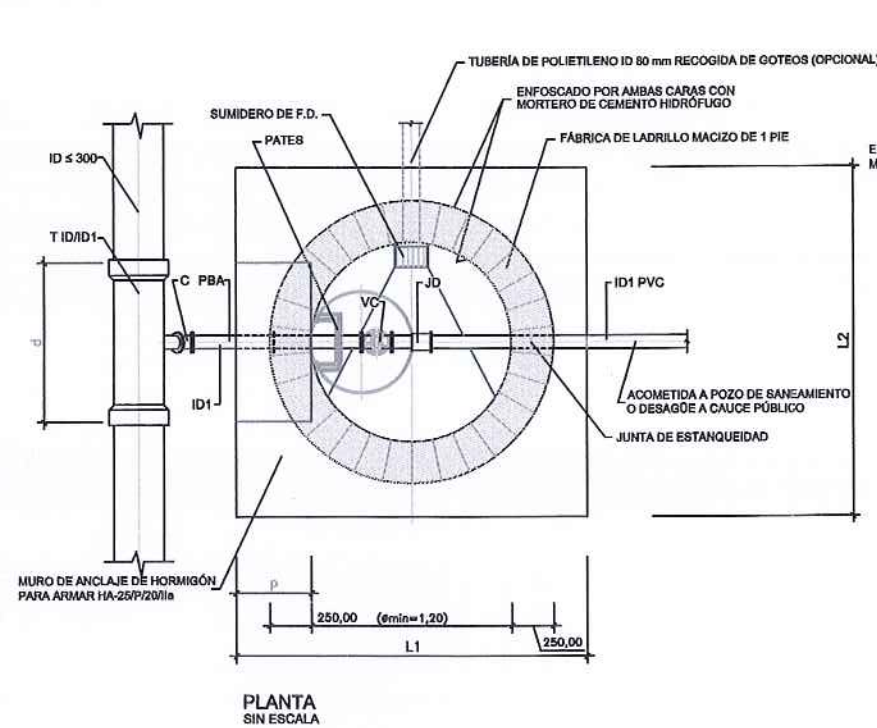 TUBERÍA DE POLIETILENO ID 80 mm RECOGIDA DE GOTEOS (OPCIONAL)
ENFOSCADO POR AMBAS CARAS CON
MORTERO DE CEMENTO HIDRÓFUGO
SUMIDERO DE F.D.
PATES
FÁBRICA DE LADRILLO MACIZO DE 1 PIE
E
M
ID ≤ 300
T ID/ID1
C PBA
VC
JD
ID1 PVC
d
L2
ID1
ACOMETIDA A POZO DE SANEAMIENTO
O DESAGÜE A CAUCE PÚBLICO
JUNTA DE ESTANQUEIDAD
MURO DE ANCLAJE DE HORMIGÓN
PARA ARMAR HA-25/P/20/IIa
p
250,00 (ømin=1,20)
250,00
L1
PLANTA
SIN ESCALA